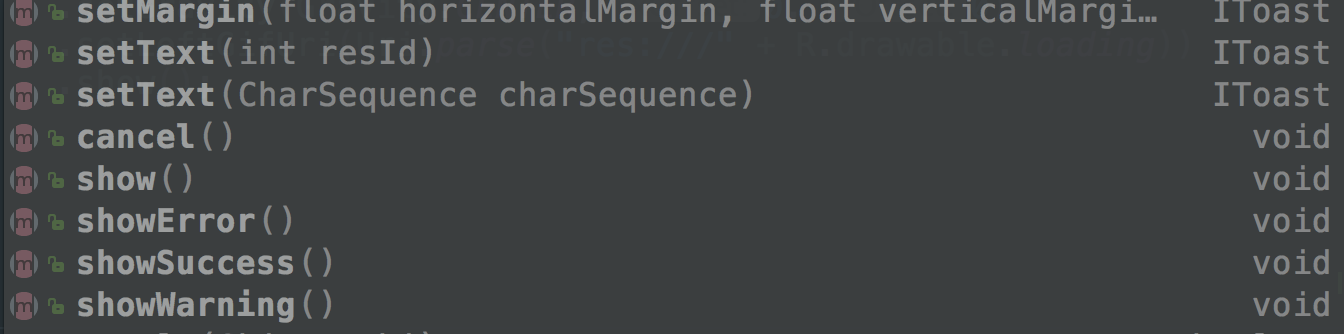 setMargin(float horizontalMargin, float verticalMargi… IToast
setText(int resId) IToast
setText(CharSequence charSequence) IToast
cancel() void
show() void
showError() void
showSuccess() void
showWarning() void